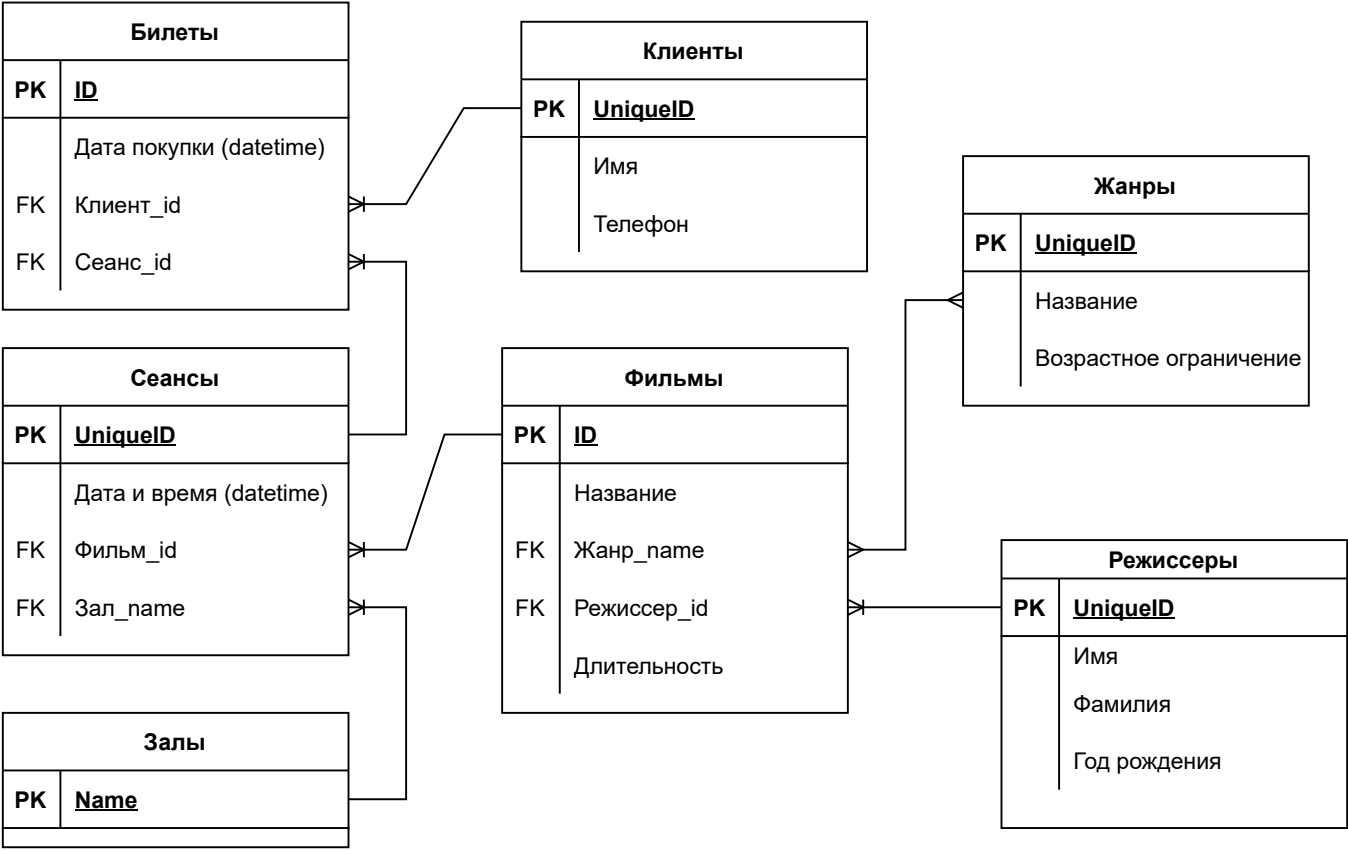 Билеты
PK ID
Дата покупки (datetime)
FK Клиент_id
FK Сеанс_id
Клиенты
PK UniqueID
Имя
Телефон
Жанры
PK UniqueID
Название
Возрастное ограничение
Сеансы
PK UniqueID
Дата и время (datetime)
FK Фильм_id
FK Зал_name
Фильмы
PK ID
Название
FK Жанр_name
FK Режиссер_id
Длительность
Режиссеры
PK UniqueID
Имя
Фамилия
Год рождения
Залы
PK Name